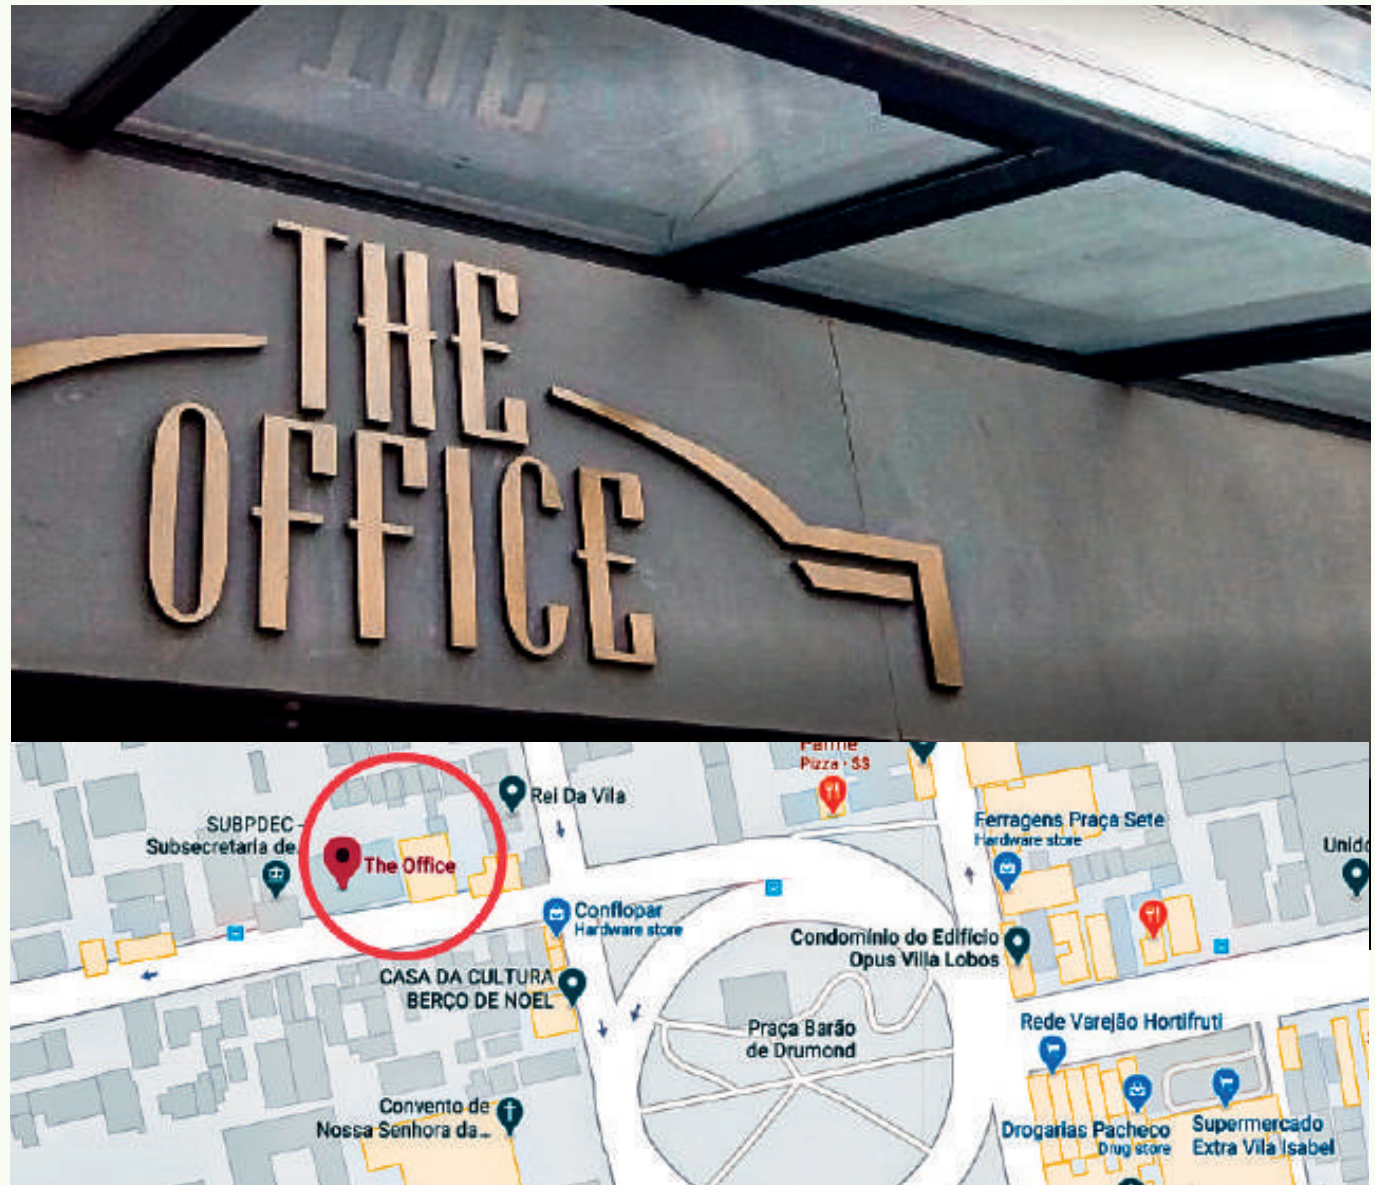 THE
OFFICE
Pizza · $$
Rei Da Vila
SUBPDEC -
Subsecretaria de
The Office
Ferragens Praça Sete
Hardware store
Conflopar
Hardware store
Condomínio do Edifício
Opus Villa Lobos
CASA DA CULTURA
BERÇO DE NOEL
Praça Barão
de Drumond
Rede Varejão Hortifruti
Convento de
Nossa Senhora da...
Drogarias Pacheco
Drug store
Supermercado
Extra Vila Isabel